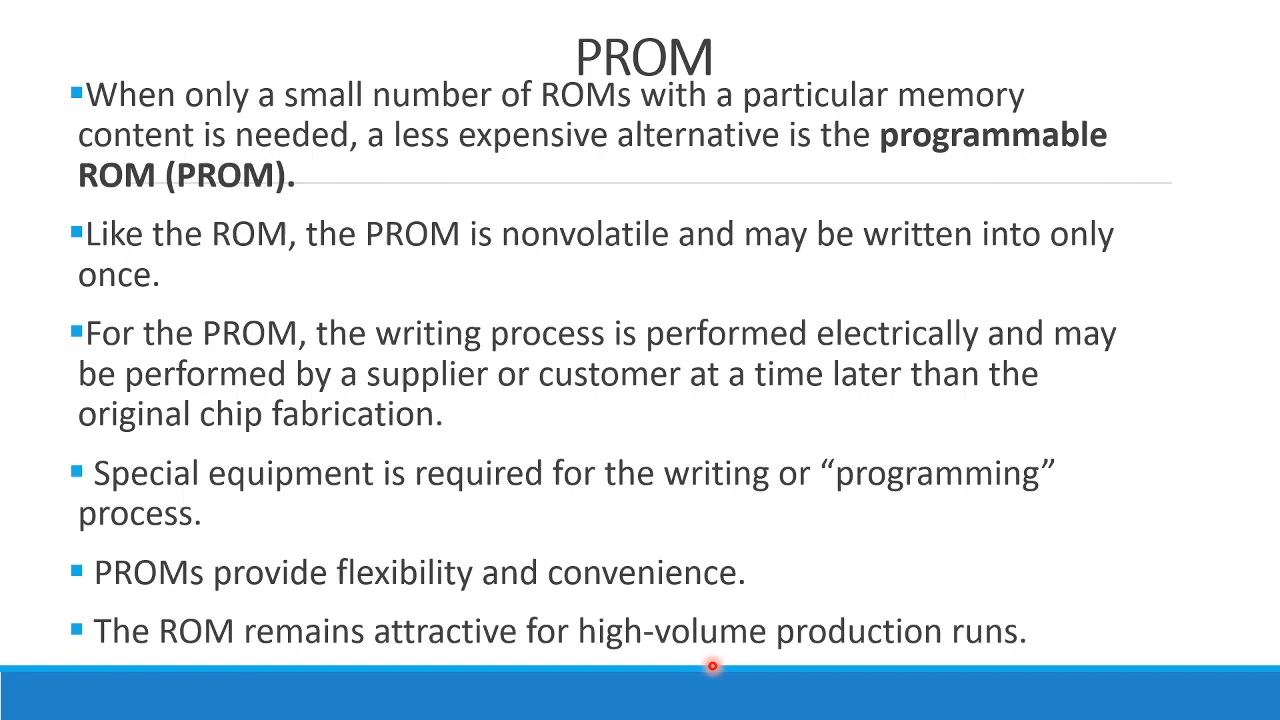 PROM
▪When only a small number of ROMs with a particular memory
content is needed, a less expensive alternative is the programmable
ROM (PROM).
▪Like the ROM, the PROM is nonvolatile and may be written into only
once.
▪For the PROM, the writing process is performed electrically and may
be performed by a supplier or customer at a time later than the
original chip fabrication.
▪ Special equipment is required for the writing or “programming”
process.
▪ PROMs provide flexibility and convenience.
▪ The ROM remains attractive for high-volume production runs.